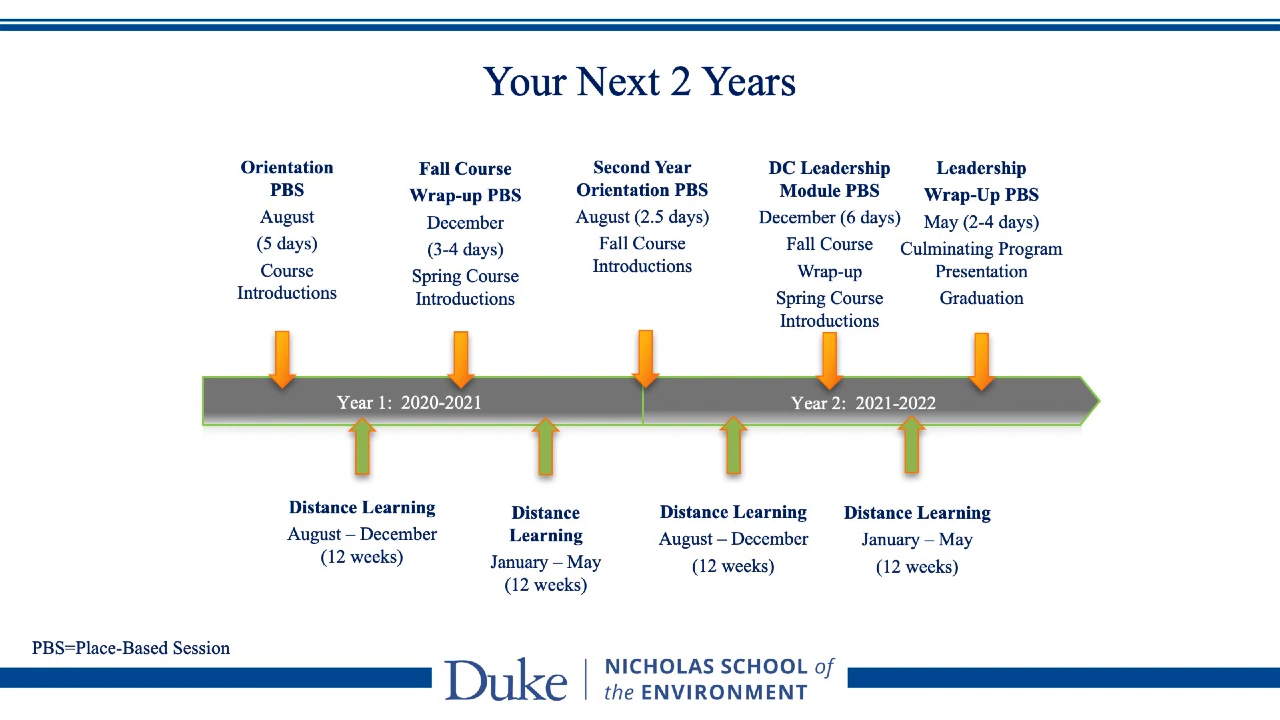 Your Next 2 Years
Orientation
PBS
August
(5 days)
Course
Introductions
Fall Course
Wrap-up PBS
December
(3-4 days)
Spring Course
Introductions
Second Year
Orientation PBS
August (2.5 days)
Fall Course
Introductions
DC Leadership
Module PBS
December (6 days)
Fall Course
Wrap-up
Spring Course
Introductions
Leadership
Wrap-Up PBS
May (2-4 days)
Culminating Program
Presentation
Graduation
Year 1: 2020-2021
Year 2: 2021-2022
Distance Learning
August – December
(12 weeks)
Distance
Learning
January – May
(12 weeks)
Distance Learning
August – December
(12 weeks)
Distance Learning
January – May
(12 weeks)
PBS=Place-Based Session
Duke
NICHOLAS SCHOOL of
the ENVIRONMENT